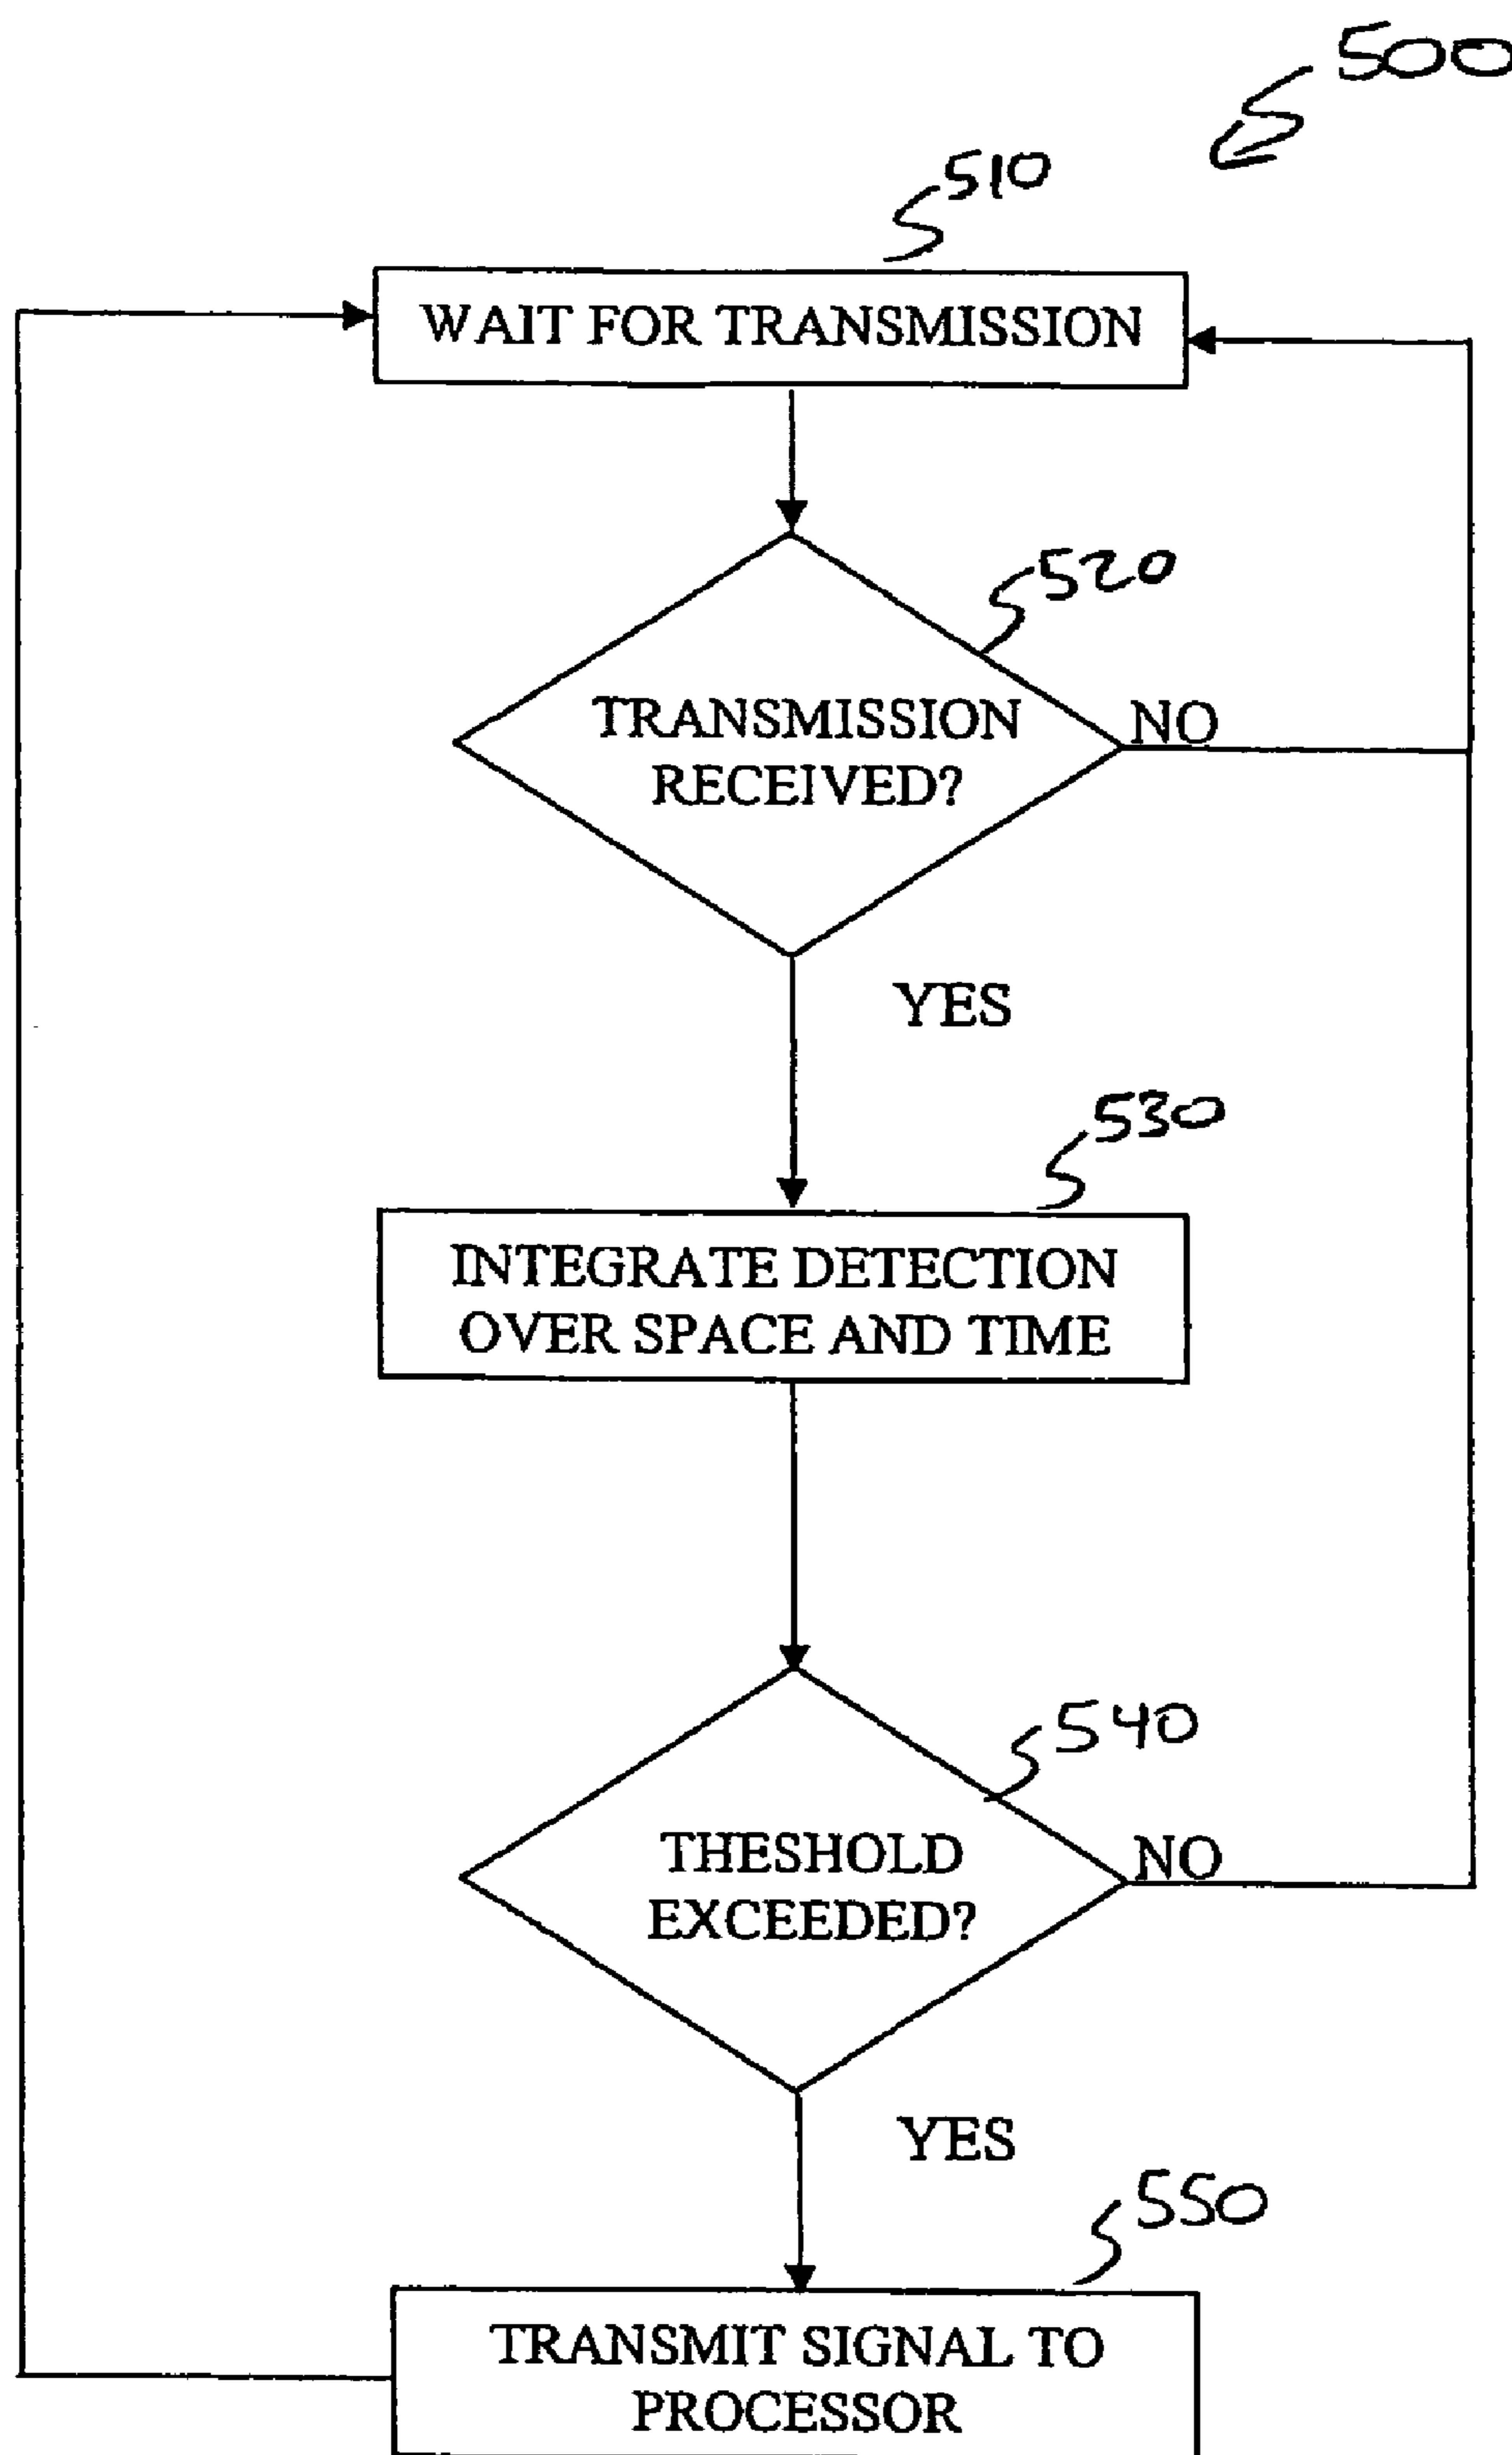 500
510
WAIT FOR TRANSMISSION
520
TRANSMISSION
RECEIVED?
NO
YES
530
INTEGRATE DETECTION
OVER SPACE AND TIME
540
THESHOLD
EXCEEDED?
NO
YES
550
TRANSMIT SIGNAL TO
PROCESSOR